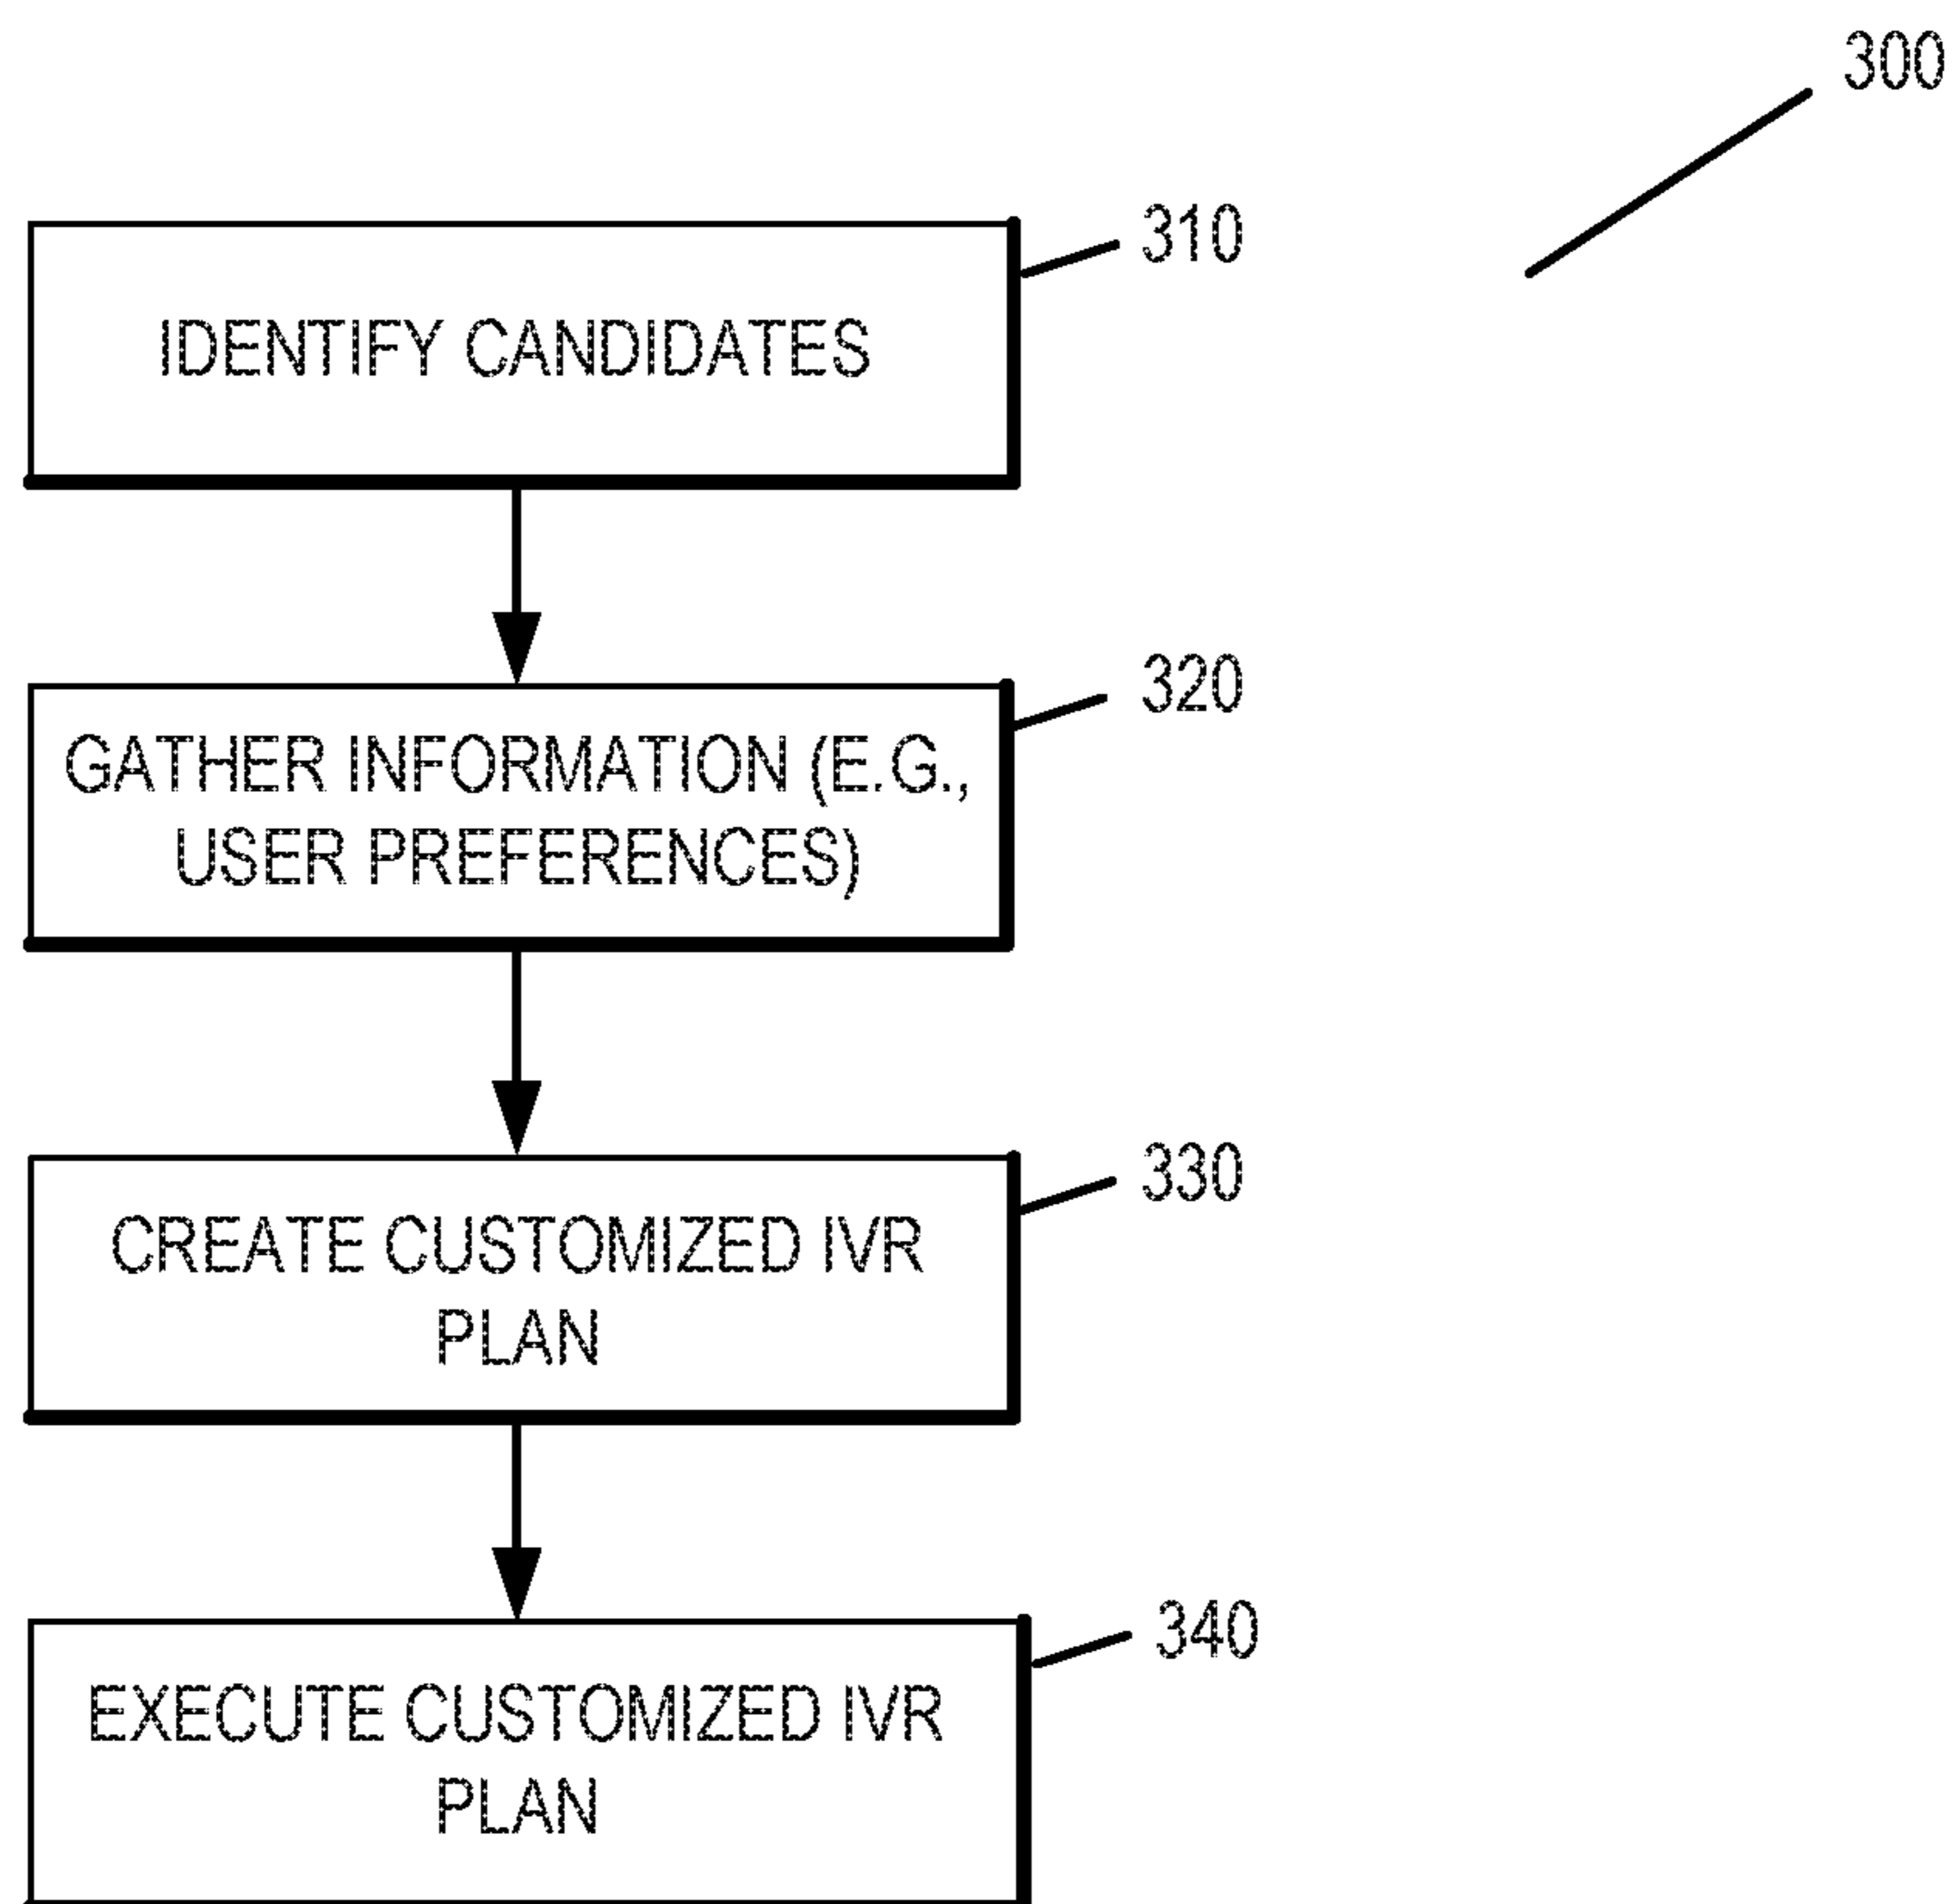 300
310
IDENTIFY CANDIDATES
320
GATHER INFORMATION (E.G.,
USER PREFERENCES)
330
CREATE CUSTOMIZED IVR
PLAN
340
EXECUTE CUSTOMIZED IVR
PLAN